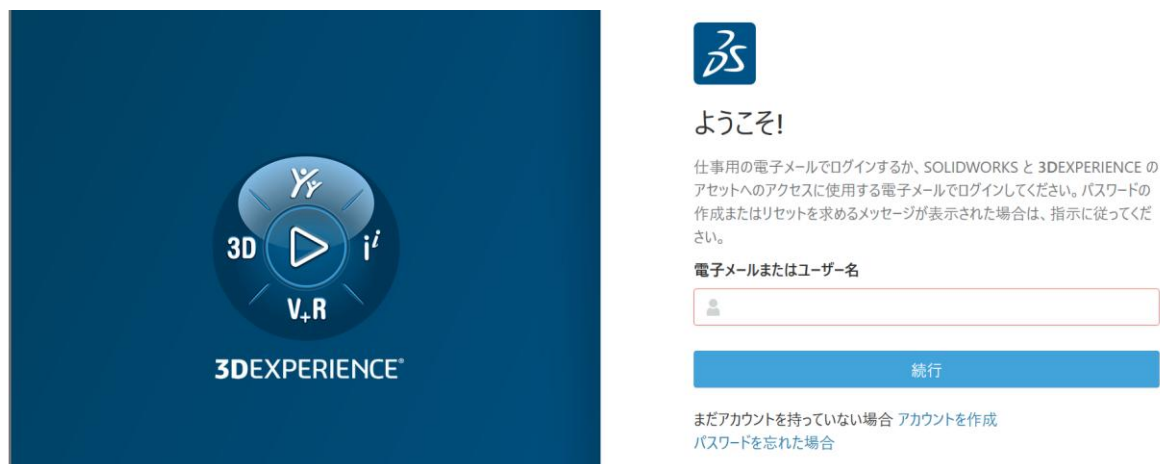 3D
i i
V+R
3DEXPERIENCE®
3DS
ようこそ!
仕事用の電子メールでログインするか、SOLIDWORKS と 3DEXPERIENCE の
アセットへのアクセスに使用する電子メールでログインしてください。パスワードの
作成またはリセットを求めるメッセージが表示された場合は、指示に従ってくだ
さい。
電子メールまたはユーザー名
続行
まだアカウントを持っていない場合 アカウントを作成
パスワードを忘れた場合